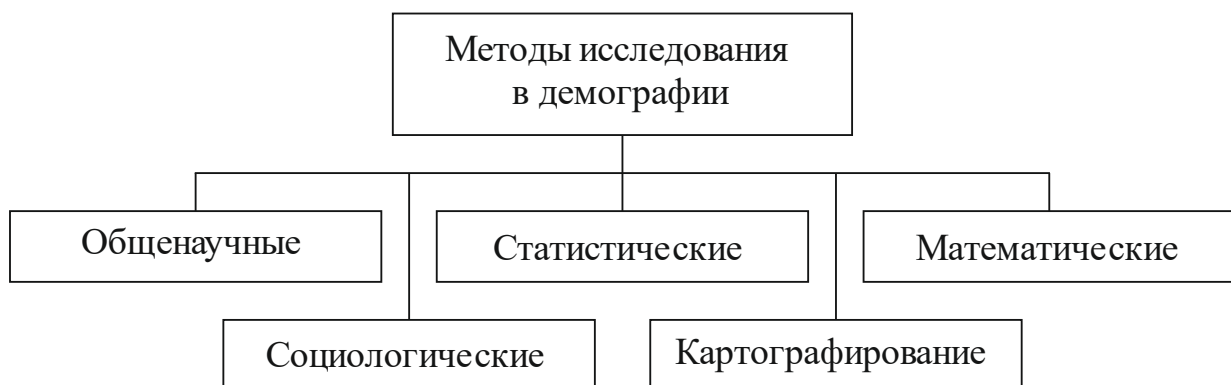 Методы исследования
в демографии
Общенаучные
Статистические
Математические
Социологические
Картографирование